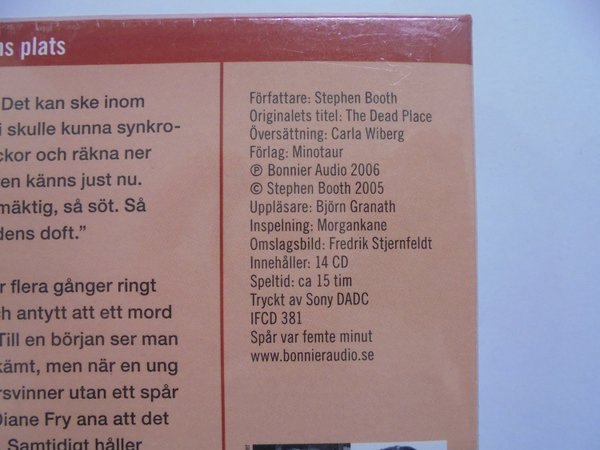 plats
Det kan ske inom
i skulle kunna synkro-
ckor och räkna ner
en känns just nu.
mäktig, så söt. Så
dens doft.”
r flera gånger ringt
ch antytt att ett mord
Till en början ser man
kämt, men när en ung
rsvinner utan ett spår
Diane Fry ana att det
Samtidigt håller
Författare: Stephen Booth
Originalets titel: The Dead Place
Översättning: Carla Wiberg
Förlag: Minotaur
℗ Bonnier Audio 2006
© Stephen Booth 2005
Uppläsare: Björn Granath
Inspelning: Morgankane
Omslagsbild: Fredrik Stjernfeldt
Innehåller: 14 CD
Speltid: ca 15 tim
Tryckt av Sony DADC
IFCD 381
Spår var femte minut
www.bonnieraudio.se